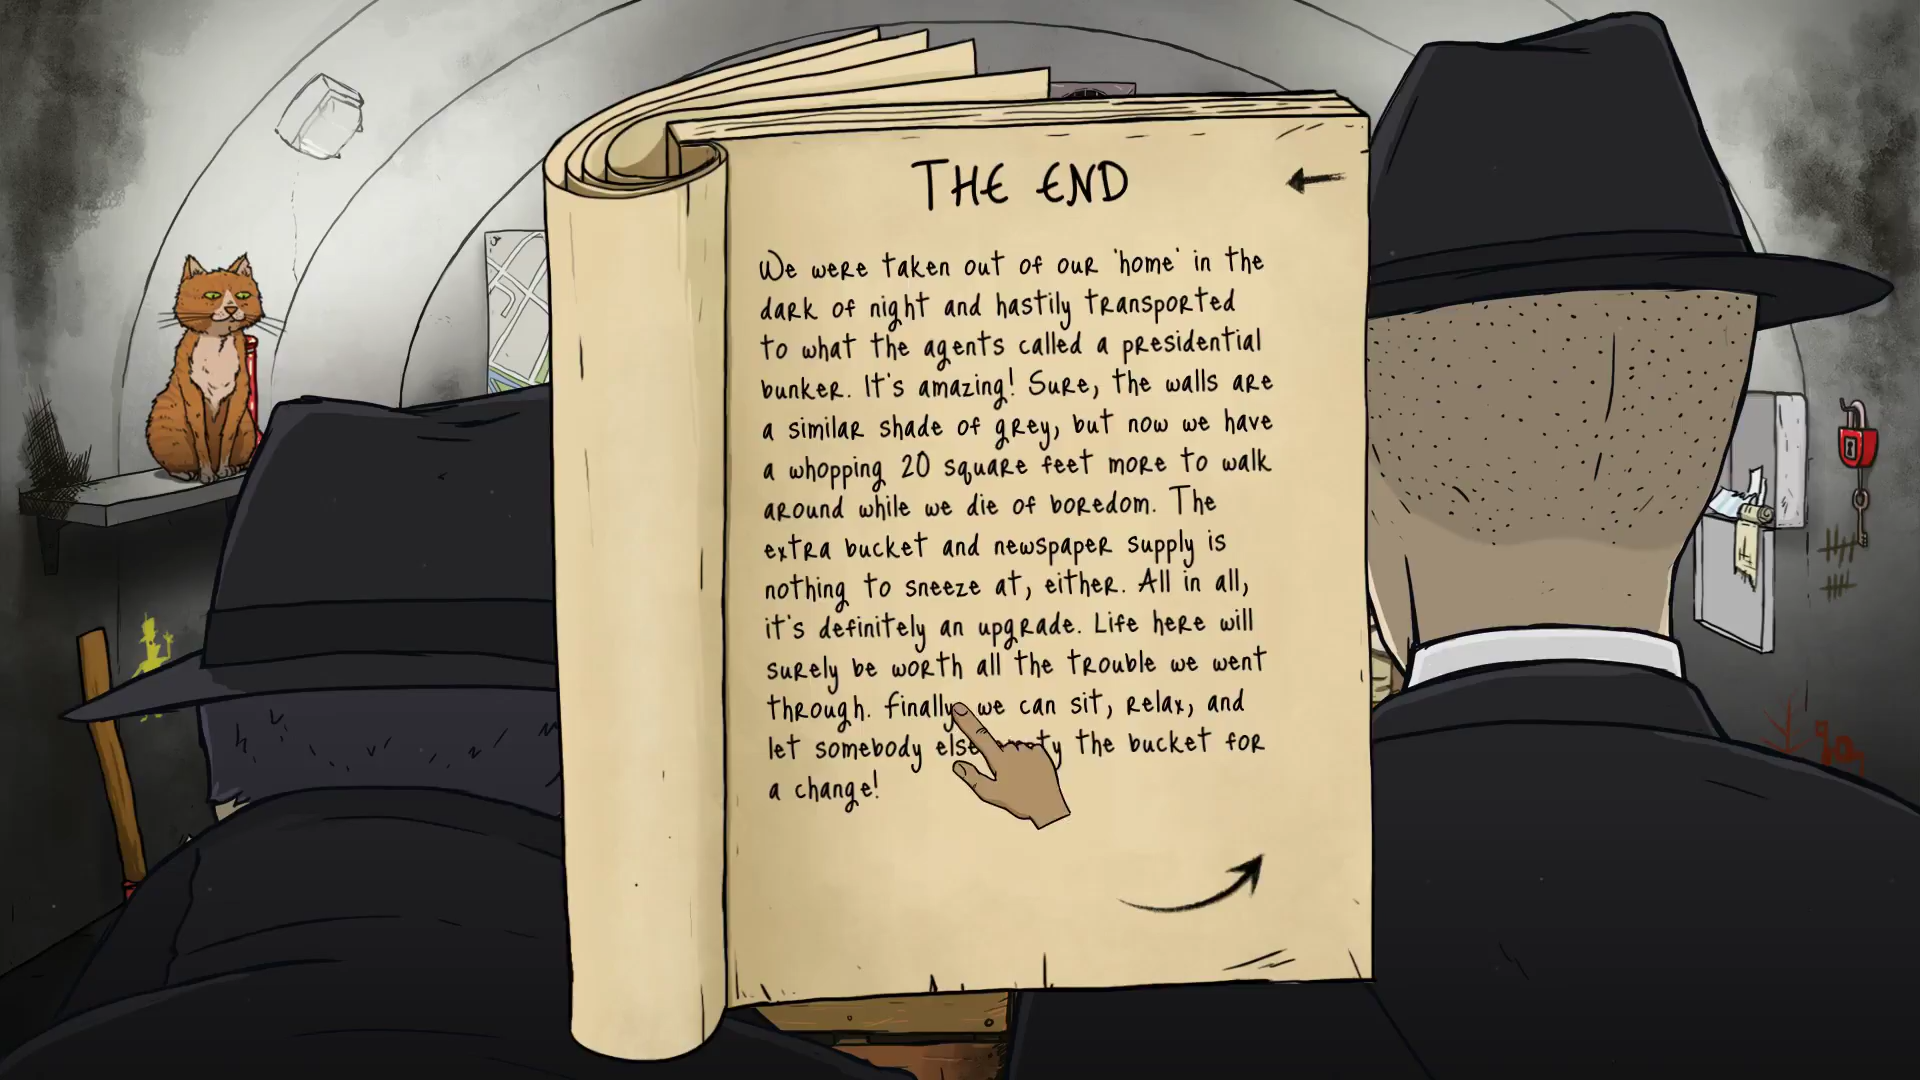 THE END
We were taken out of our 'home' in the
dark of night and hastily transported
to what the agents called a presidential
bunker. It's amazing! Sure, the walls are
a similar shade of grey, but now we have
a whopping 20 square feet more to walk
around while we die of boredom. The
extra bucket and newspaper supply is
nothing to sneeze at, either. All in all,
it's definitely an upgrade. Life here will
surely be worth all the trouble we went
through. Finally we can sit, relax, and
let somebody else the bucket for
a change!